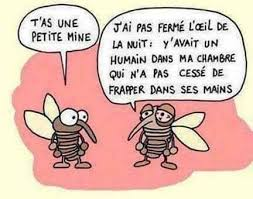 T'AS UNE
PETITE MINE
J'AI PAS FERMÉ L'ŒIL DE
LA NUIT : Y'AVAIT UN
HUMAIN DANS MA CHAMBRE
QUI N'A PAS CESSÉ DE
FRAPPER DANS SES MAINS